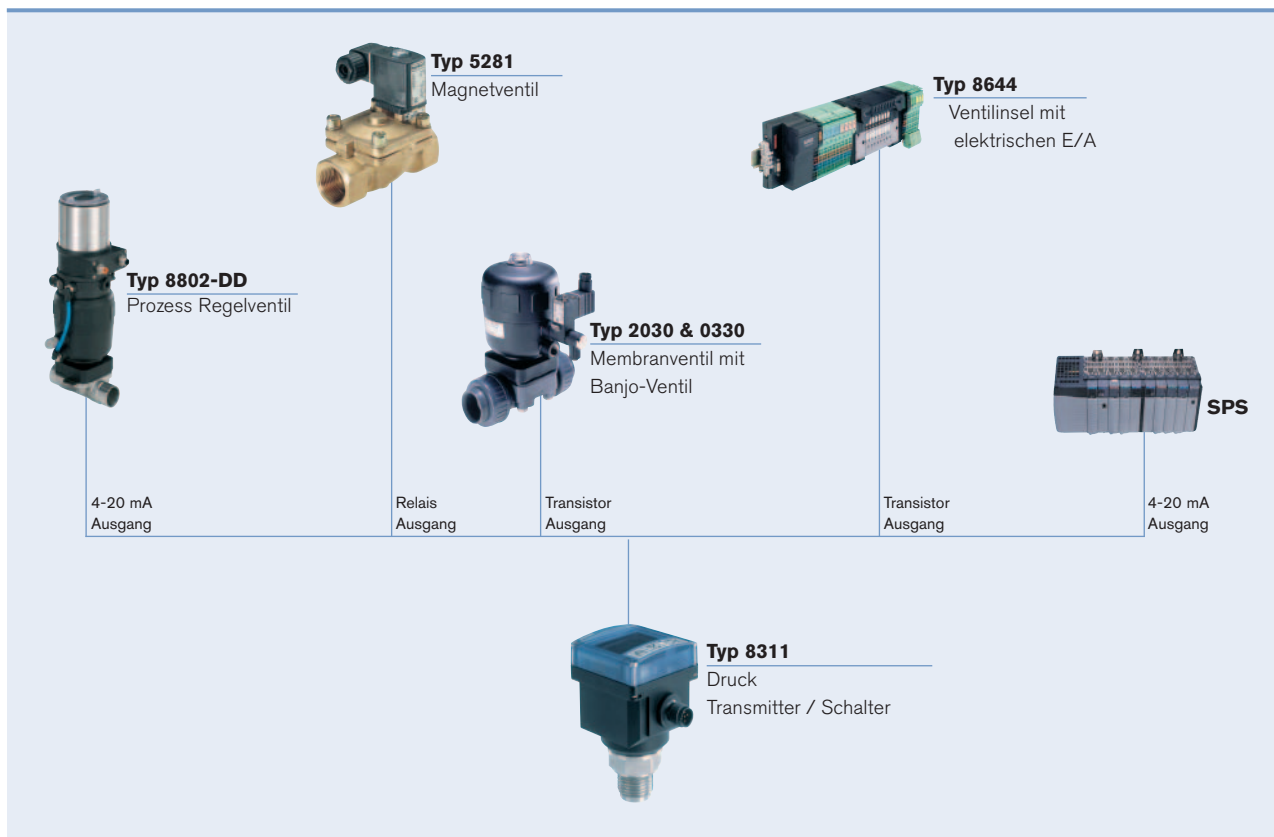 Typ 5281
Magnetventil
Typ 8644
Ventilinsel mit
elektrischen E/A
Typ 8802-DD
Prozess Regelventil
Typ 2030 & 0330
Membranventil mit
Banjo-Ventil
SPS
4-20 mA
Ausgang
Relais
Ausgang
Transistor
Ausgang
Transistor
Ausgang
4-20 mA
Ausgang
Typ 8311
Druck
Transmitter / Schalter